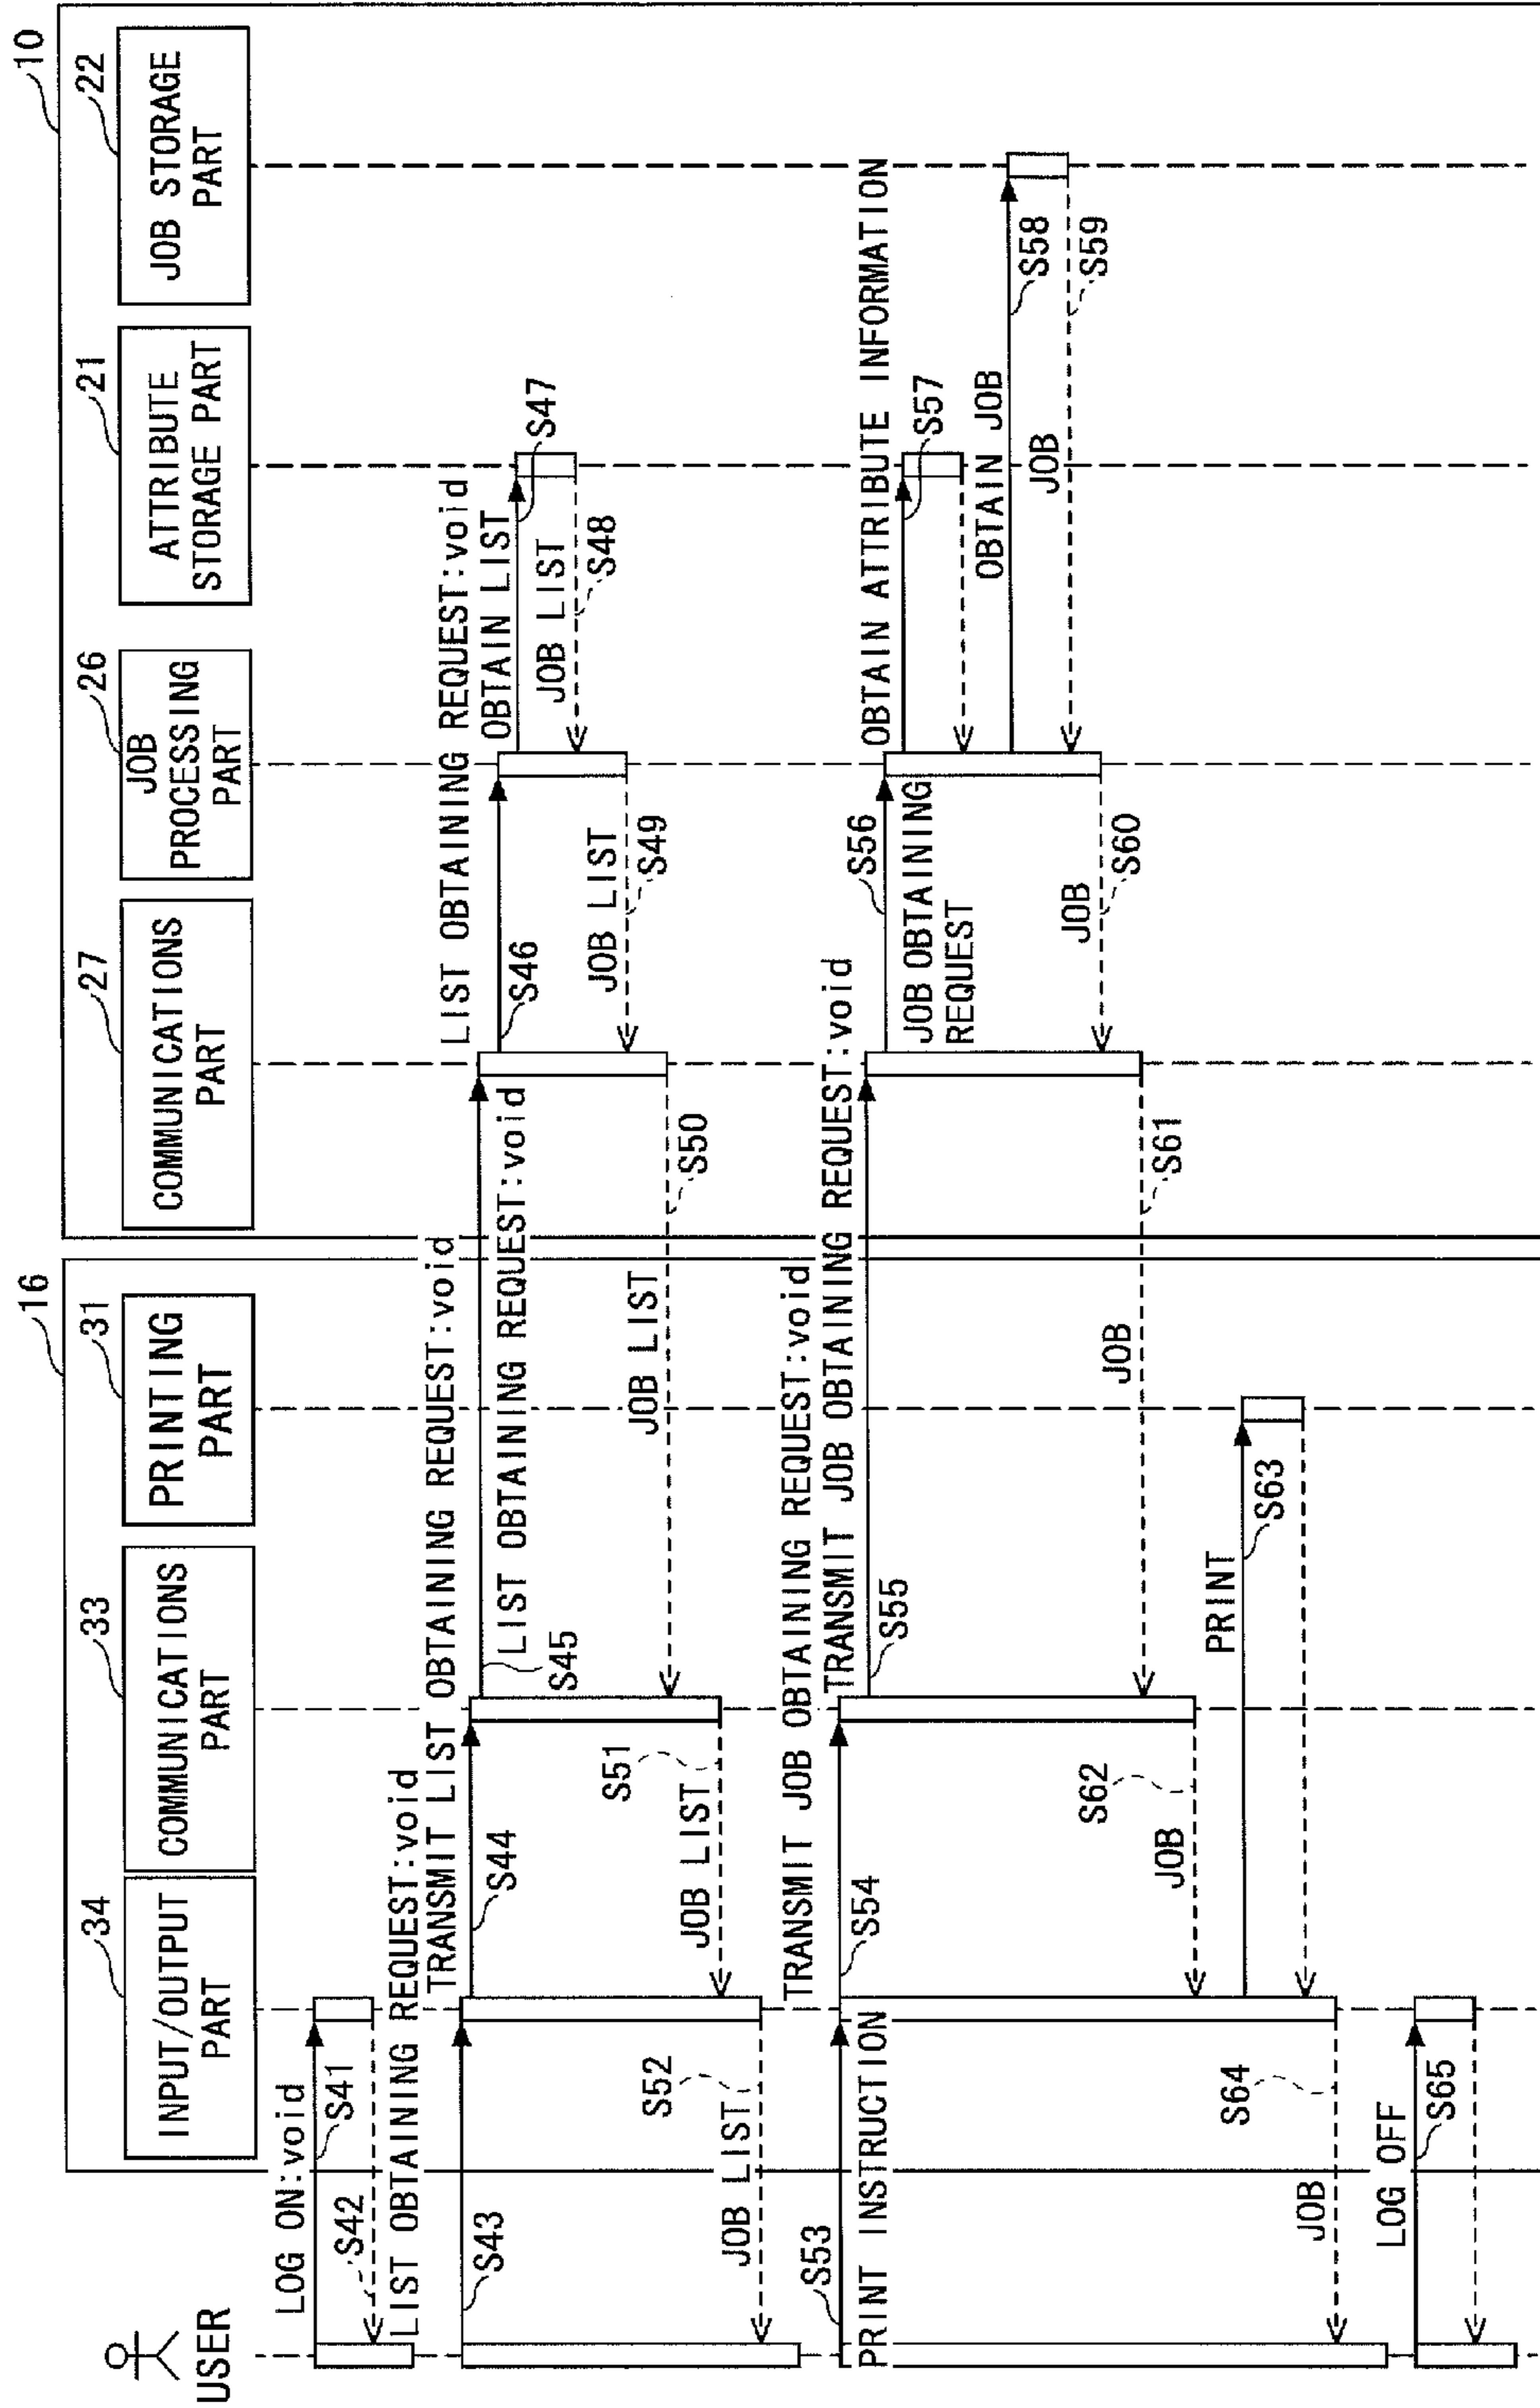 10
16
22
21
26
27
31
33
34
USER
INPUT/OUTPUT
PART
COMMUNICATIONS
PART
PRINTING
PART
COMMUNICATIONS
PART
JOB
PROCESSING
PART
ATTRIBUTE
STORAGE PART
JOB STORAGE
PART
LOG ON:void
S41
S42
LIST OBTAINING REQUEST:void
S43
TRANSMIT LIST OBTAINING REQUEST:void
S44
LIST OBTAINING REQUEST:void
S45
LIST OBTAINING REQUEST:void
S46
OBTAIN LIST
S47
JOB LIST
S48
JOB LIST
S49
JOB LIST
S50
JOB LIST
S51
JOB LIST
S52
PRINT INSTRUCTION
S53
TRANSMIT JOB OBTAINING REQUEST:void
S54
TRANSMIT JOB OBTAINING REQUEST:void
S55
JOB OBTAINING
REQUEST
S56
OBTAIN ATTRIBUTE INFORMATION
S57
OBTAIN JOB
S58
JOB
S59
JOB
S60
JOB
S61
JOB
S62
PRINT
S63
JOB
S64
LOG OFF
S65